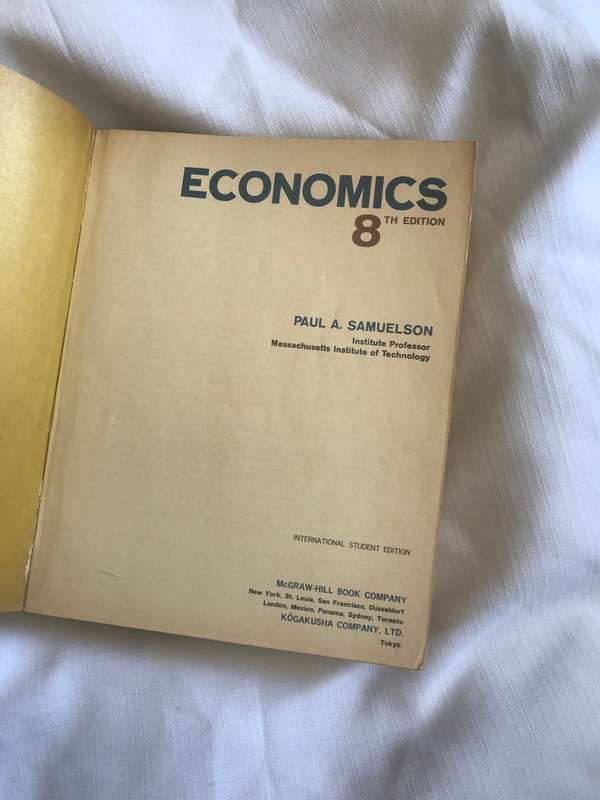 ECONOMICS
8TH EDITION
PAUL A. SAMUELSON
Institute Professor
Massachusetts Institute of Technology
INTERNATIONAL STUDENT EDITION
McGRAW-HILL BOOK COMPANY
New York, St. Louis, San Francisco, Düsseldorf
London, Mexico, Panama, Sydney, Toronto
KŌGAKUSHA COMPANY, LTD.
Tokyo